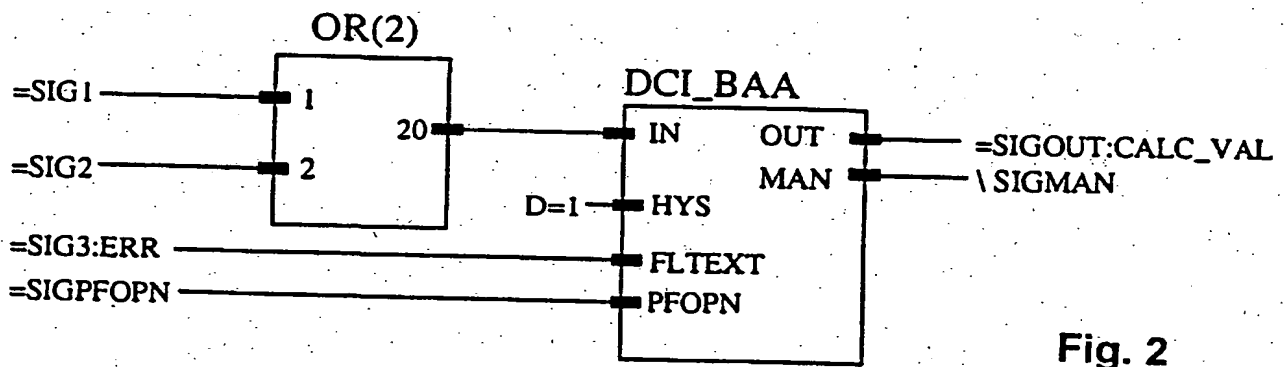 OR(2)
=SIG1
1
20
=SIG2
2
DCI_BAA
IN
OUT
=SIGOUT:CALC_VAL
MAN
\SIGMAN
D=1
HYS
=SIG3:ERR
FLTEXT
=SIGPFOPN
PFOPN
Fig. 2